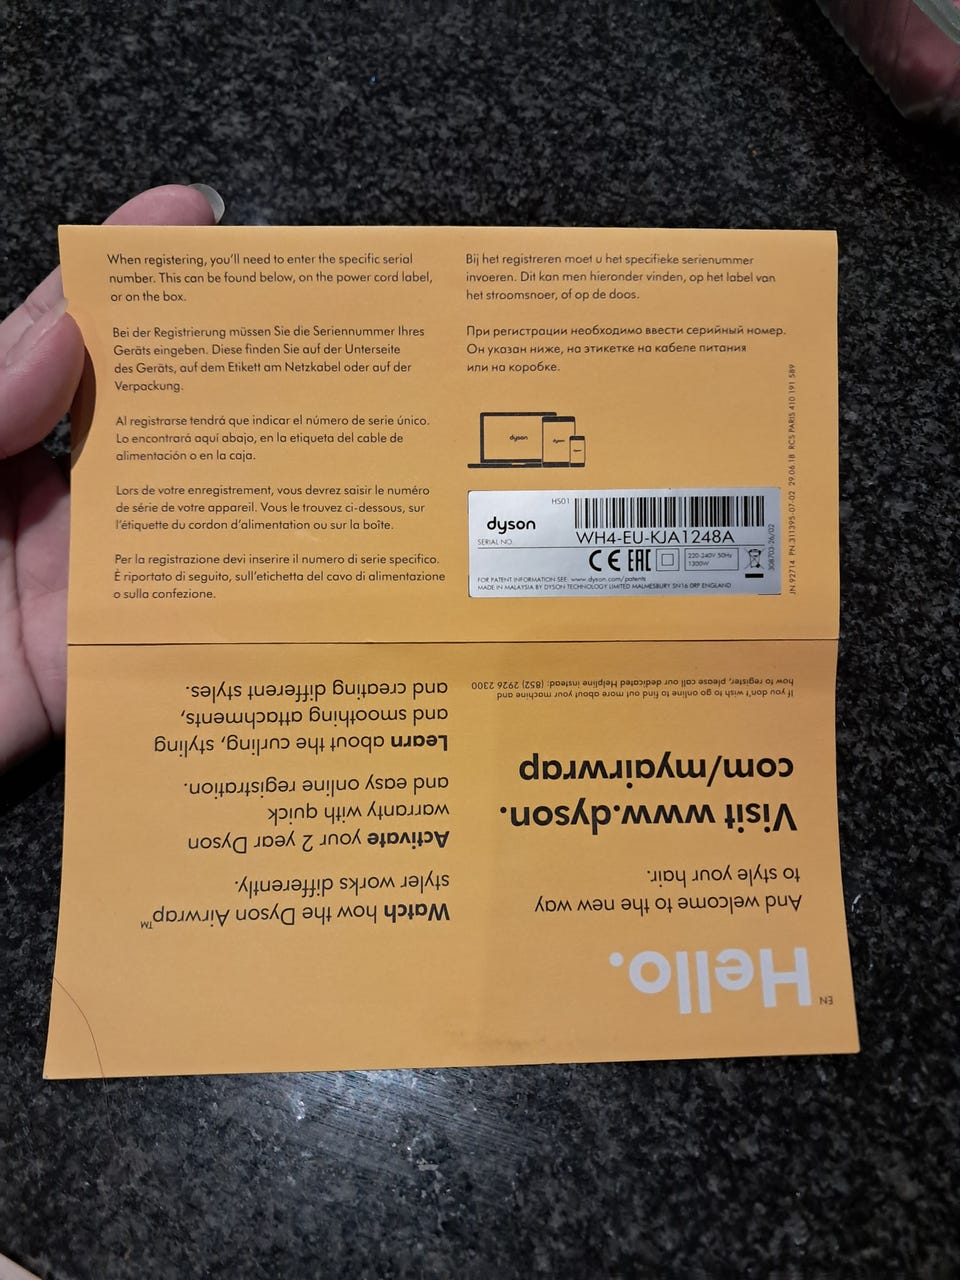 When registering, you'll need to enter the specific serial
number. This can be found below, on the power cord label,
or on the box.
Bei der Registrierung müssen Sie die Seriennummer Ihres
Geräts eingeben. Diese finden Sie auf der Unterseite
des Geräts, auf dem Etikett am Netzkabel oder auf der
Verpackung.
Al registrarse tendrá que indicar el número de serie único.
Lo encontrará aquí abajo, en la etiqueta del cable de
alimentación o en la caja.
Lors de votre enregistrement, vous devrez saisir le numéro
de série de votre appareil. Vous le trouvez ci-dessous, sur
l'étiquette du cordon d'alimentation ou sur la boîte.
Per la registrazione devi inserire il numero di serie specifico.
È riportato di seguito, sull'etichetta del cavo di alimentazione
o sulla confezione.
Bij het registreren moet u het specifieke serienummer
invoeren. Dit kan men hieronder vinden, op het label van
het stroomsnoer, of op de doos.
При регистрации необходимо ввести серийный номер.
Он указан ниже, на этикетке на кабеле питания
или на коробке.
dyson
dyson
dyson
HS01
dyson
SERIAL NO.
WH4-EU-KJA1248A
CE EAC
220-240V 50Hz
1300W
FOR PATENT INFORMATION SEE: www.dyson.com/patents
MADE IN MALAYSIA BY DYSON TECHNOLOGY LIMITED MALMESBURY SN16 0RP ENGLAND
308703-26/02
JN.92714 PN.311395-07-02 29.06.18 RCS PARIS 410 191 589
EN
Hello.
And welcome to the new way
to style your hair.
Visit www.dyson.
com/myairwrap
If you don't wish to go online to find out more about your machine and
how to register, please call our dedicated Helpline instead: (852) 2926 2300
Watch how the Dyson Airwrap™
styler works differently.
Activate your 2 year Dyson
warranty with quick
and easy online registration.
Learn about the curling, styling
and smoothing attachments,
and creating different styles.